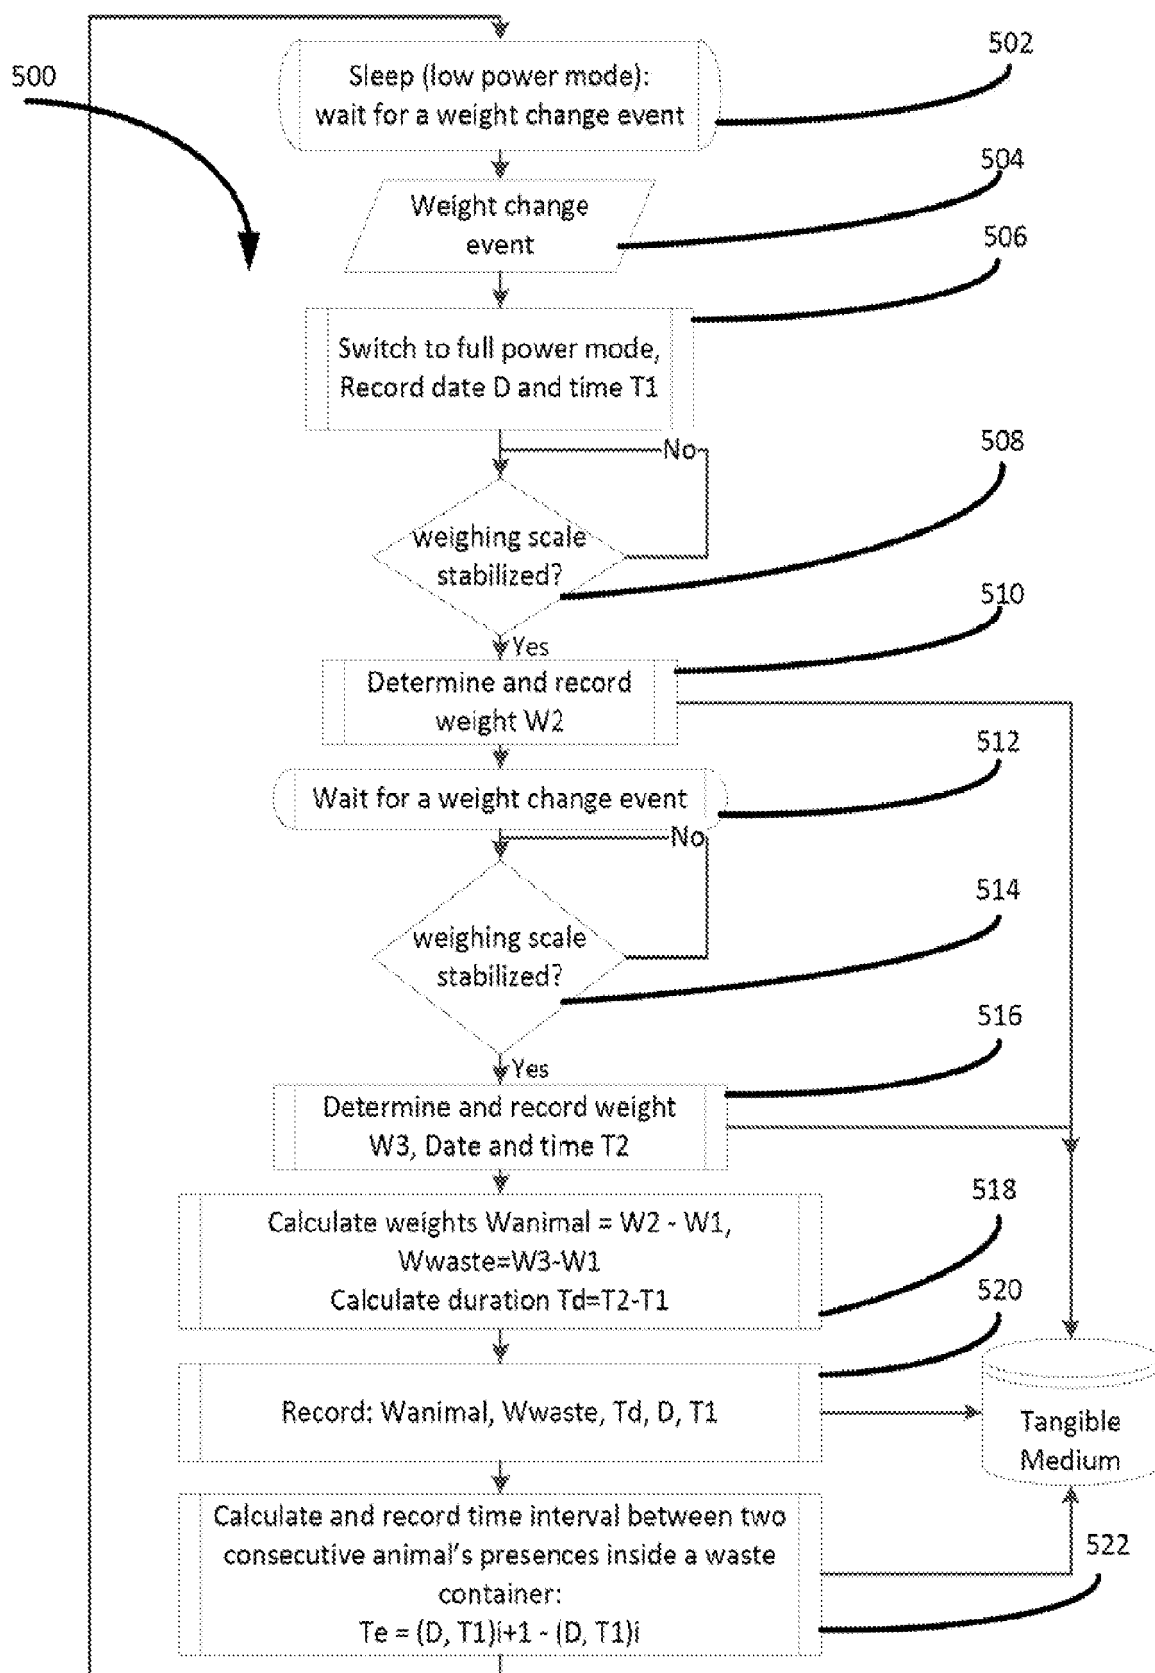 500
502
Sleep (low power mode):
wait for a weight change event
504
Weight change
event
506
Switch to full power mode,
Record date D and time T1
508
No
weighing scale
stabilized?
510
Yes
Determine and record
weight W2
512
Wait for a weight change event
No
514
weighing scale
stabilized?
516
Yes
Determine and record weight
W3, Date and time T2
518
Calculate weights Wanimal = W2 - W1,
Wwaste=W3-W1
Calculate duration Td=T2-T1
520
Record: Wanimal, Wwaste, Td, D, T1
Tangible
Medium
Calculate and record time interval between two
consecutive animal's presences inside a waste
container:
Te = (D, T1)i+1 - (D, T1)i
522